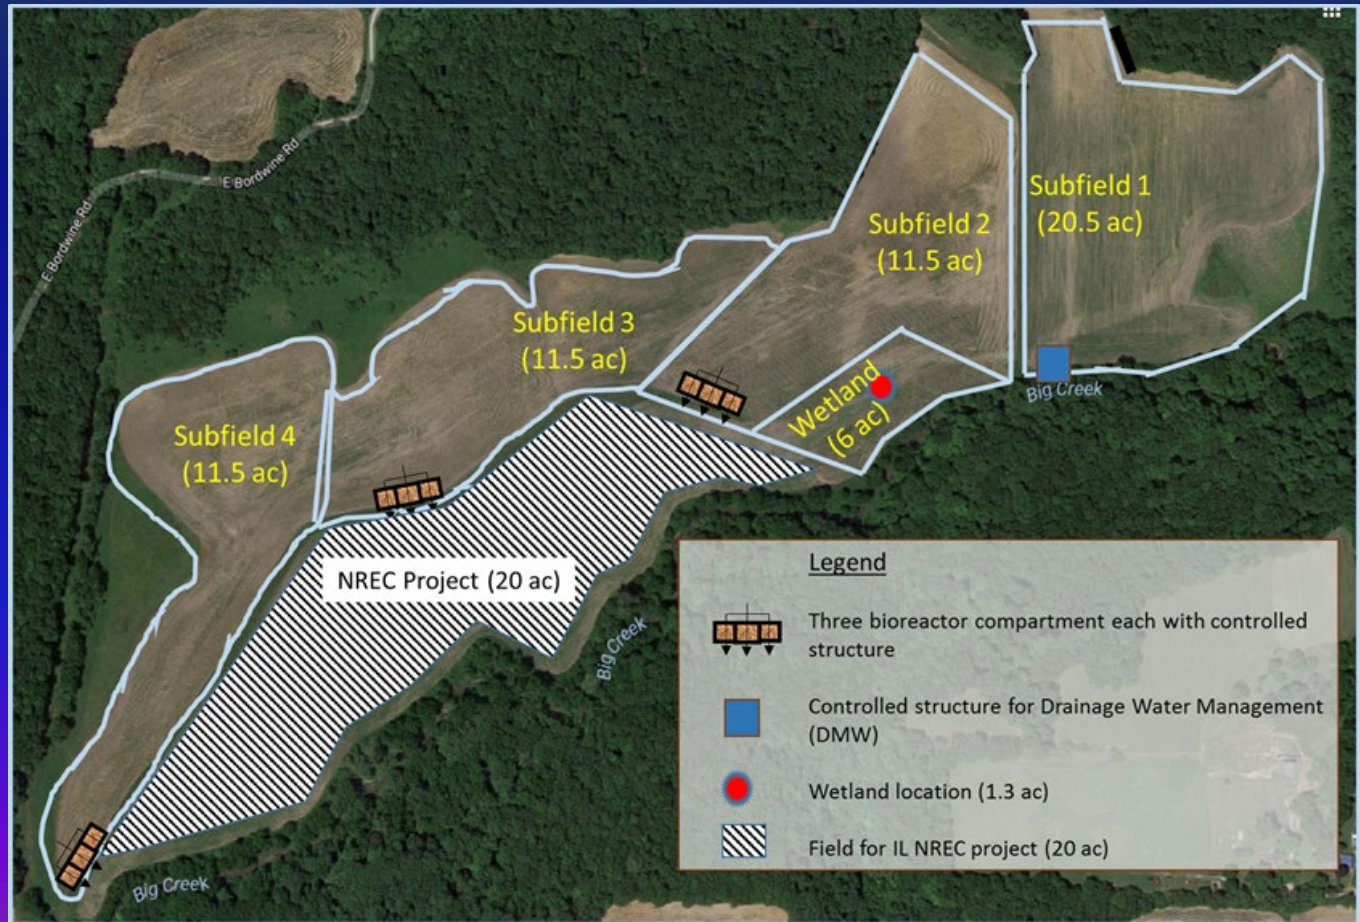 E Bordwine Rd
E Bordwine Rd
Subfield 1
(20.5 ac)
Subfield 2
(11.5 ac)
Subfield 3
(11.5 ac)
Wetland
(6 ac)
Big Creek
Subfield 4
(11.5 ac)
NREC Project (20 ac)
Big Creek
Big Creek
Legend
Three bioreactor compartment each with controlled
structure
Controlled structure for Drainage Water Management
(DMW)
Wetland location (1.3 ac)
Field for IL NREC project (20 ac)